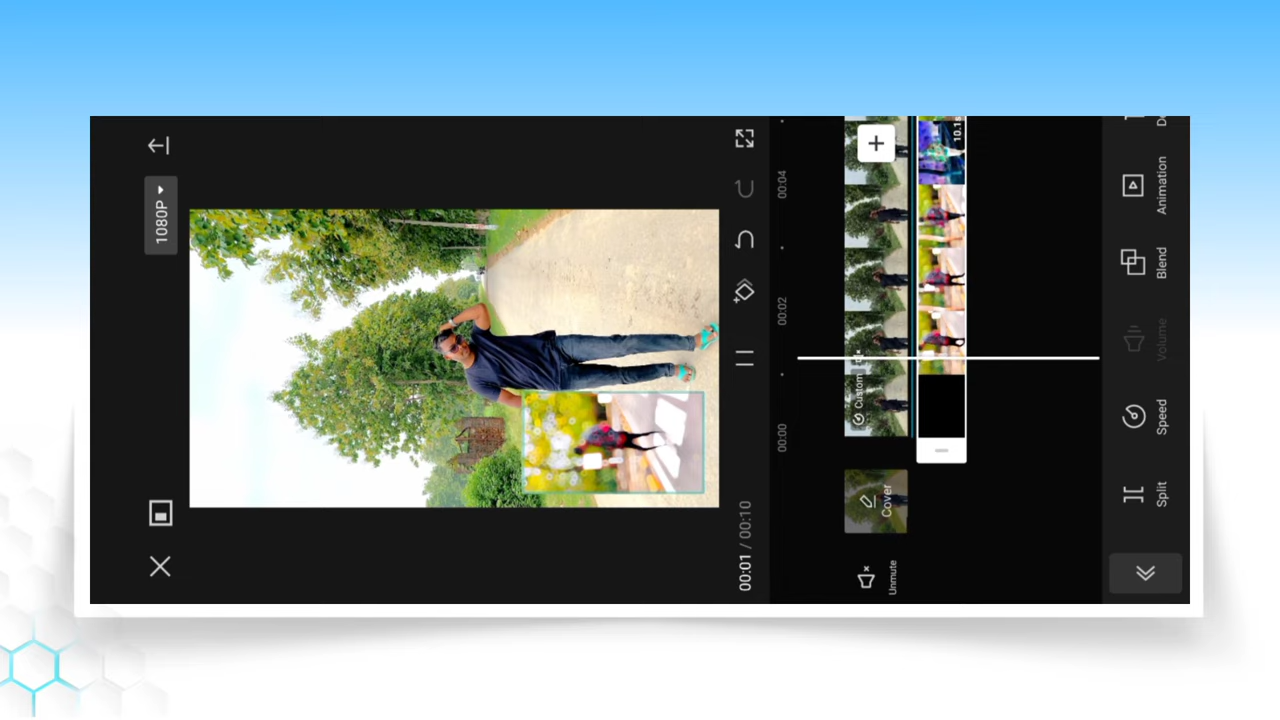 1080P
00:01 / 00:10
00:00
00:02
00:04
Unmute
Cover
Custom
10.1s
Split
Speed
Volume
Blend
Animation